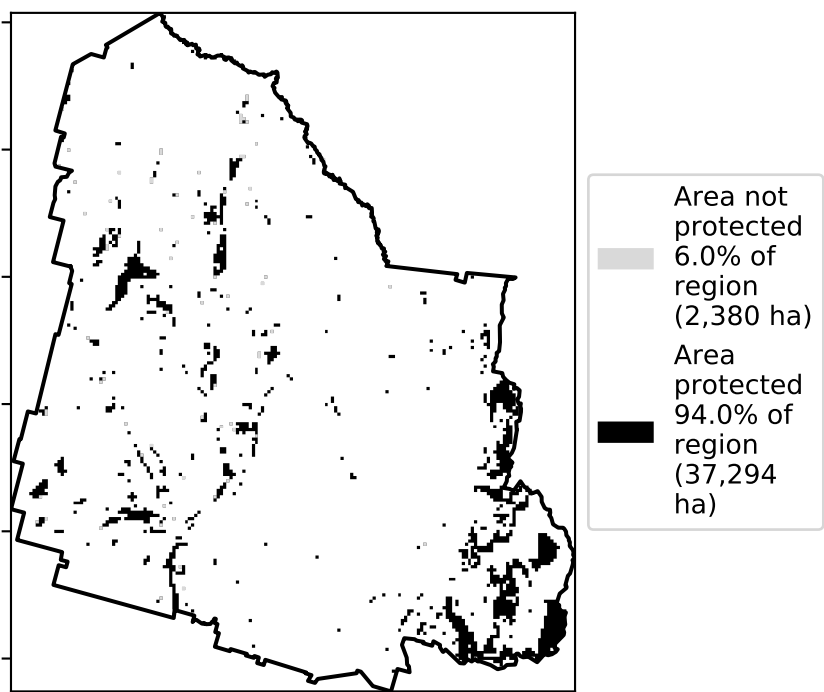 Area not
protected
6.0% of
region
(2,380 ha)
Area
protected
94.0% of
region
(37,294
ha)